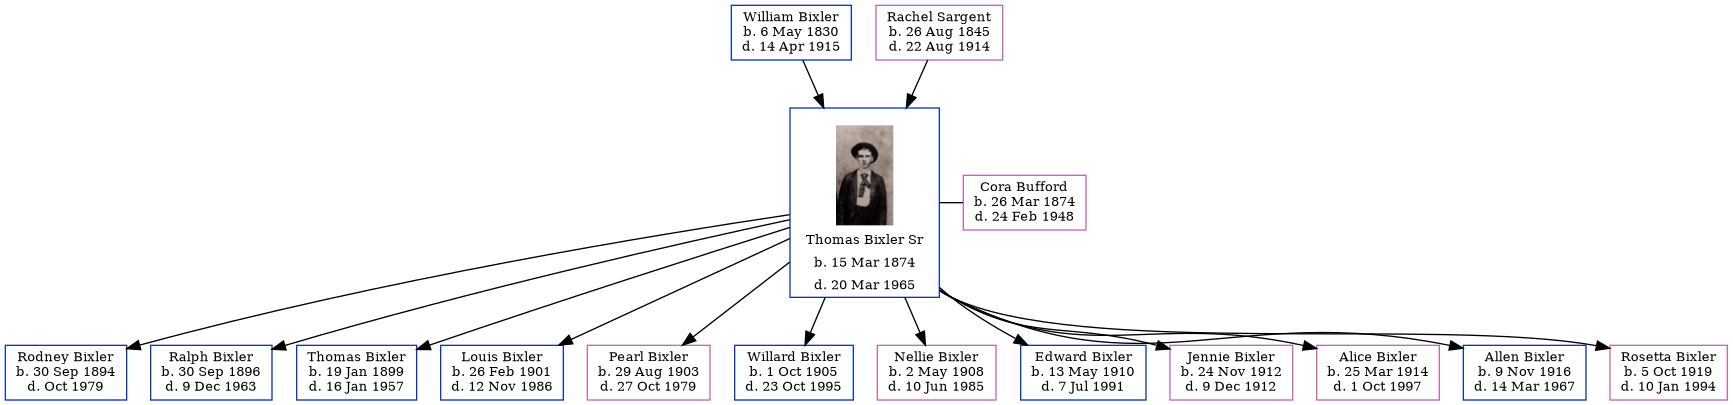 William Bixler
b. 6 May 1830
d. 14 Apr 1915
Rachel Sargent
b. 26 Aug 1845
d. 22 Aug 1914
Thomas Bixler Sr
b. 15 Mar 1874
d. 20 Mar 1965
Cora Bufford
b. 26 Mar 1874
d. 24 Feb 1948
Rodney Bixler
b. 30 Sep 1894
d. Oct 1979
Ralph Bixler
b. 30 Sep 1896
d. 9 Dec 1963
Thomas Bixler
b. 19 Jan 1899
d. 16 Jan 1957
Louis Bixler
b. 26 Feb 1901
d. 12 Nov 1986
Pearl Bixler
b. 29 Aug 1903
d. 27 Oct 1979
Willard Bixler
b. 1 Oct 1905
d. 23 Oct 1995
Nellie Bixler
b. 2 May 1908
d. 10 Jun 1985
Edward Bixler
b. 13 May 1910
d. 7 Jul 1991
Jennie Bixler
b. 24 Nov 1912
d. 9 Dec 1912
Alice Bixler
b. 25 Mar 1914
d. 1 Oct 1997
Allen Bixler
b. 9 Nov 1916
d. 14 Mar 1967
Rosetta Bixler
b. 5 Oct 1919
d. 10 Jan 1994